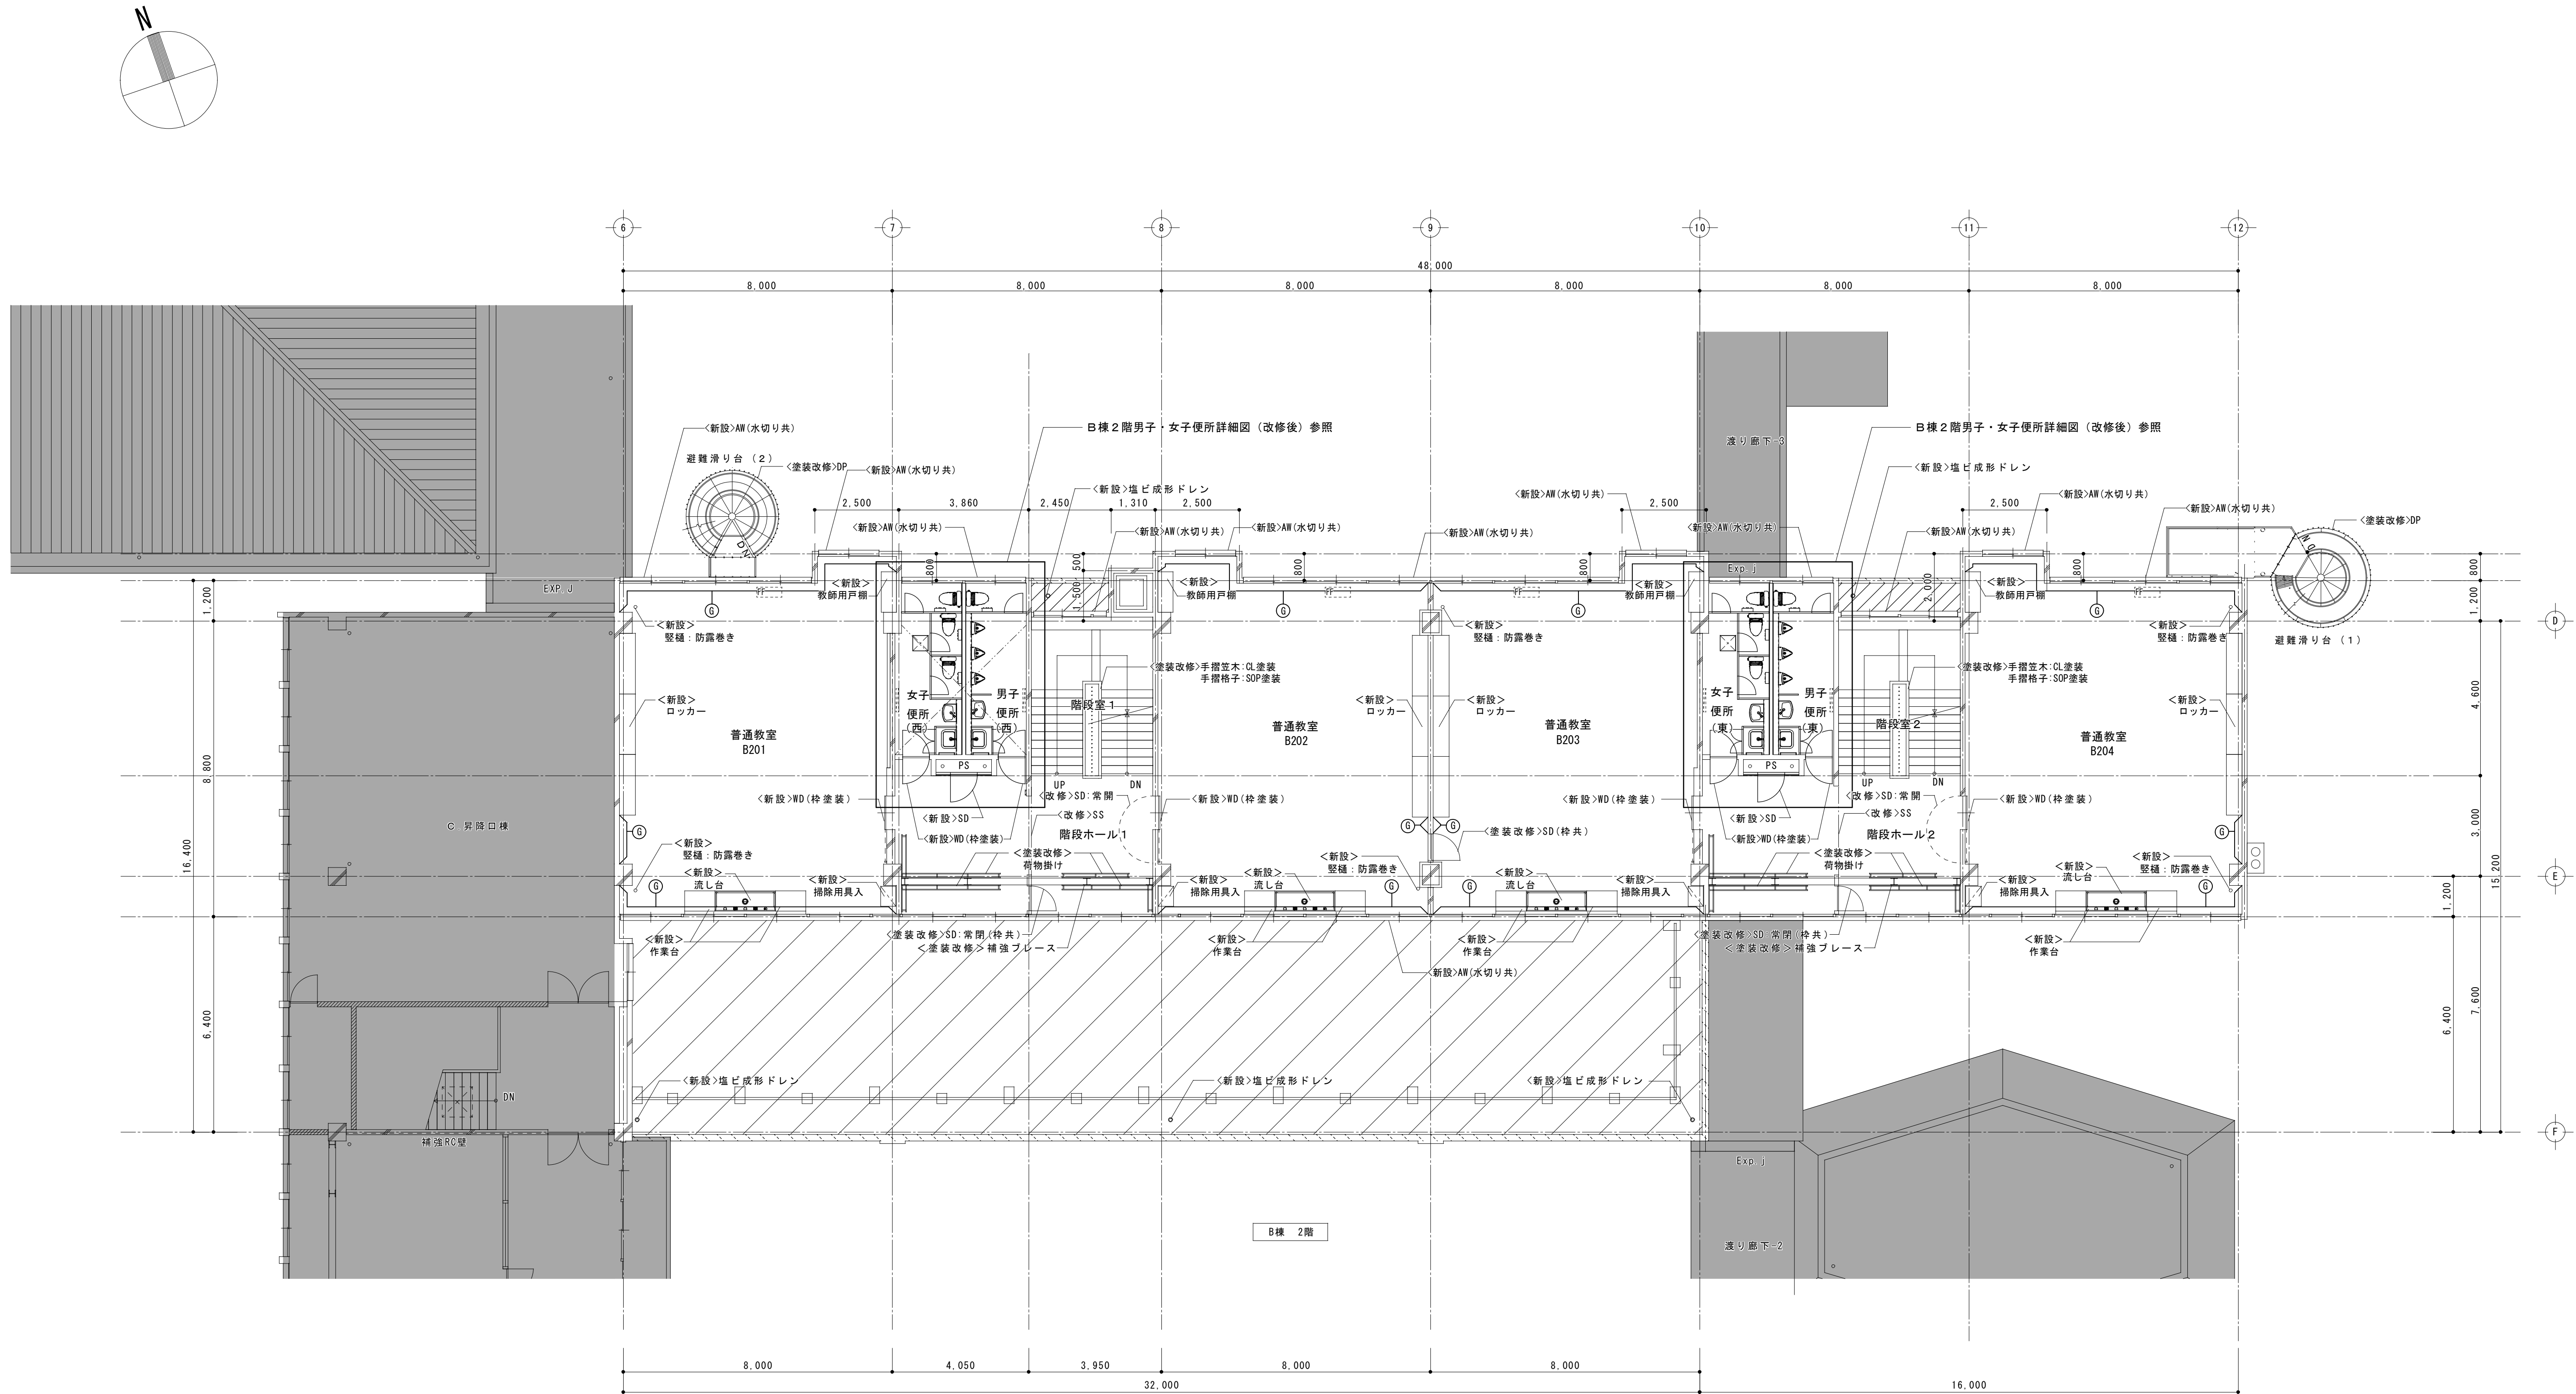 N
6
7
8
9
10
11
12
48,000
8,000
8,000
8,000
8,000
8,000
8,000
<新設>AW(水切り共)
B棟2階男子・女子便所詳細図(改修後)参照
渡り廊下-3
B棟2階男子・女子便所詳細図(改修後)参照
避難滑り台(2)
<塗装改修>DP
<新設>AW(水切り共)
<新設>塩ビ成形ドレン
<新設>塩ビ成形ドレン
2,500
3,860
2,450
1,310
2,500
<新設>AW(水切り共)
2,500
2,500
<新設>AW(水切り共)
<新設>AW(水切り共)
<新設>AW(水切り共)
<新設>AW(水切り共)
<新設>AW(水切り共)
<新設>AW(水切り共)
<新設>AW(水切り共)
<新設>AW(水切り共)
<塗装改修>DP
DN
DN
800
500
1,500
800
800
2,000
800
800
EXP.J
Exp.j
1,200
1,200
<新設>
教師用戸棚
<新設>
教師用戸棚
<新設>
教師用戸棚
<新設>
教師用戸棚
G
G
G
G
D
<新設>
竪樋:防露巻き
<新設>
竪樋:防露巻き
<新設>
竪樋:防露巻き
避難滑り台(1)
<塗装改修>手摺笠木:CL塗装
手摺格子:SOP塗装
<塗装改修>手摺笠木:CL塗装
手摺格子:SOP塗装
<新設>
ロッカー
女子
便所
(西)
男子
便所
(西)
階段室1
<新設>
ロッカー
<新設>
ロッカー
女子
便所
(東)
男子
便所
(東)
階段室2
<新設>
ロッカー
4,600
普通教室
B201
普通教室
B202
普通教室
B203
普通教室
B204
8,800
PS
UP
DN
PS
UP
DN
<新設>WD(枠塗装)
<改修>SD:常開
<新設>WD(枠塗装)
<新設>WD(枠塗装)
<改修>SD:常開
<新設>WD(枠塗装)
<新設>SD
<改修>SS
<新設>SD
<改修>SS
3,000
C 昇降口棟
G
<新設>WD(枠塗装)
階段ホール1
G
G
<塗装改修>SD(枠共)
<新設>WD(枠塗装)
階段ホール2
G
<新設>
竪樋:防露巻き
<塗装改修>
荷物掛け
<新設>
竪樋:防露巻き
<塗装改修>
荷物掛け
<新設>
竪樋:防露巻き
16,400
15,200
<新設>
流し台
<新設>
掃除用具入
<新設>
掃除用具入
<新設>
流し台
<新設>
流し台
<新設>
掃除用具入
<新設>
掃除用具入
<新設>
流し台
G
G
G
G
E
1,200
<新設>
作業台
<塗装改修>SD:常閉(枠共)
<塗装改修>補強ブレース
<新設>
作業台
<新設>
作業台
<塗装改修>SD:常閉(枠共)
<塗装改修>補強ブレース
<新設>
作業台
<新設>AW(水切り共)
6,400
6,400
7,600
<新設>塩ビ成形ドレン
<新設>塩ビ成形ドレン
<新設>塩ビ成形ドレン
DN
補強RC壁
F
Exp.j
B棟 2階
渡り廊下-2
8,000
4,050
3,950
8,000
8,000
32,000
16,000